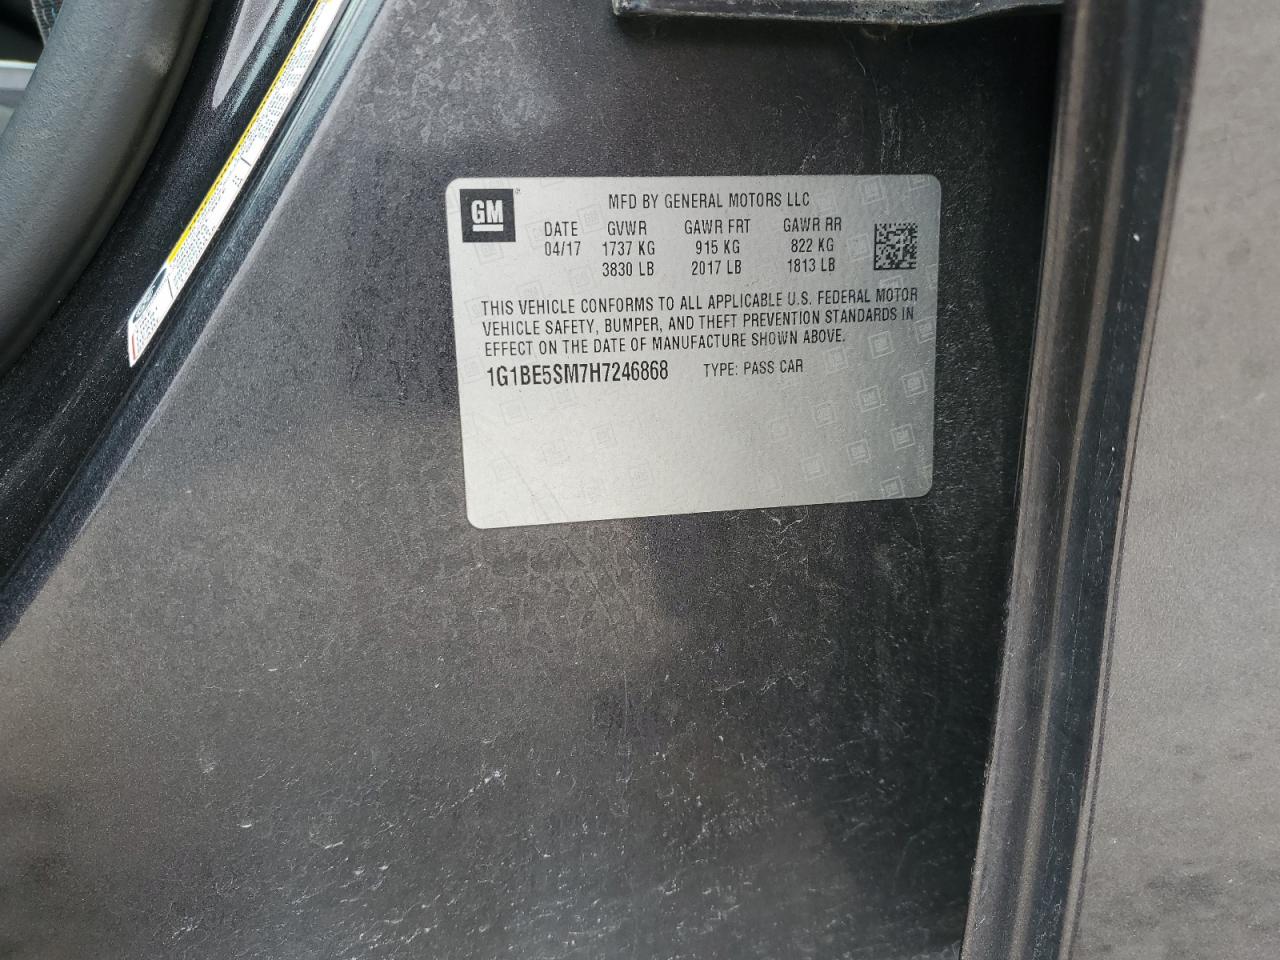 GM
MFD BY GENERAL MOTORS LLC
DATE GVWR GAWR FRT GAWR RR
04/17 1737 KG 915 KG 822 KG
3830 LB 2017 LB 1813 LB
THIS VEHICLE CONFORMS TO ALL APPLICABLE U.S. FEDERAL MOTOR
VEHICLE SAFETY, BUMPER, AND THEFT PREVENTION STANDARDS IN
EFFECT ON THE DATE OF MANUFACTURE SHOWN ABOVE.
1G1BE5SM7H7246868 TYPE: PASS CAR